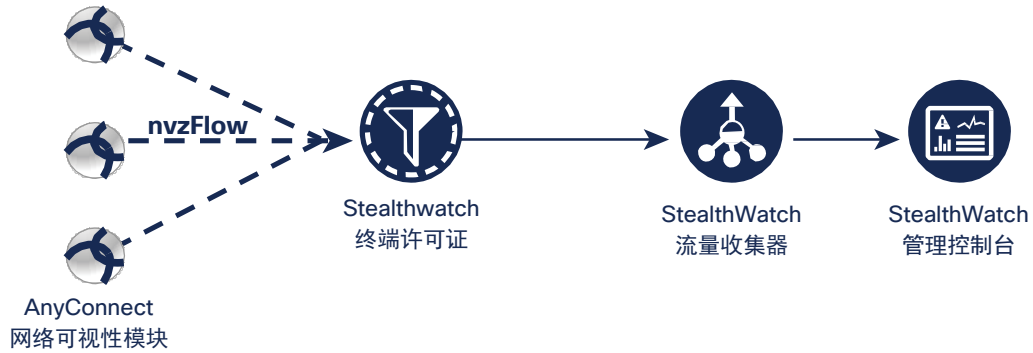 nvzFlow
Stealthwatch
终端许可证
StealthWatch
流量收集器
StealthWatch
管理控制台
AnyConnect
网络可视性模块